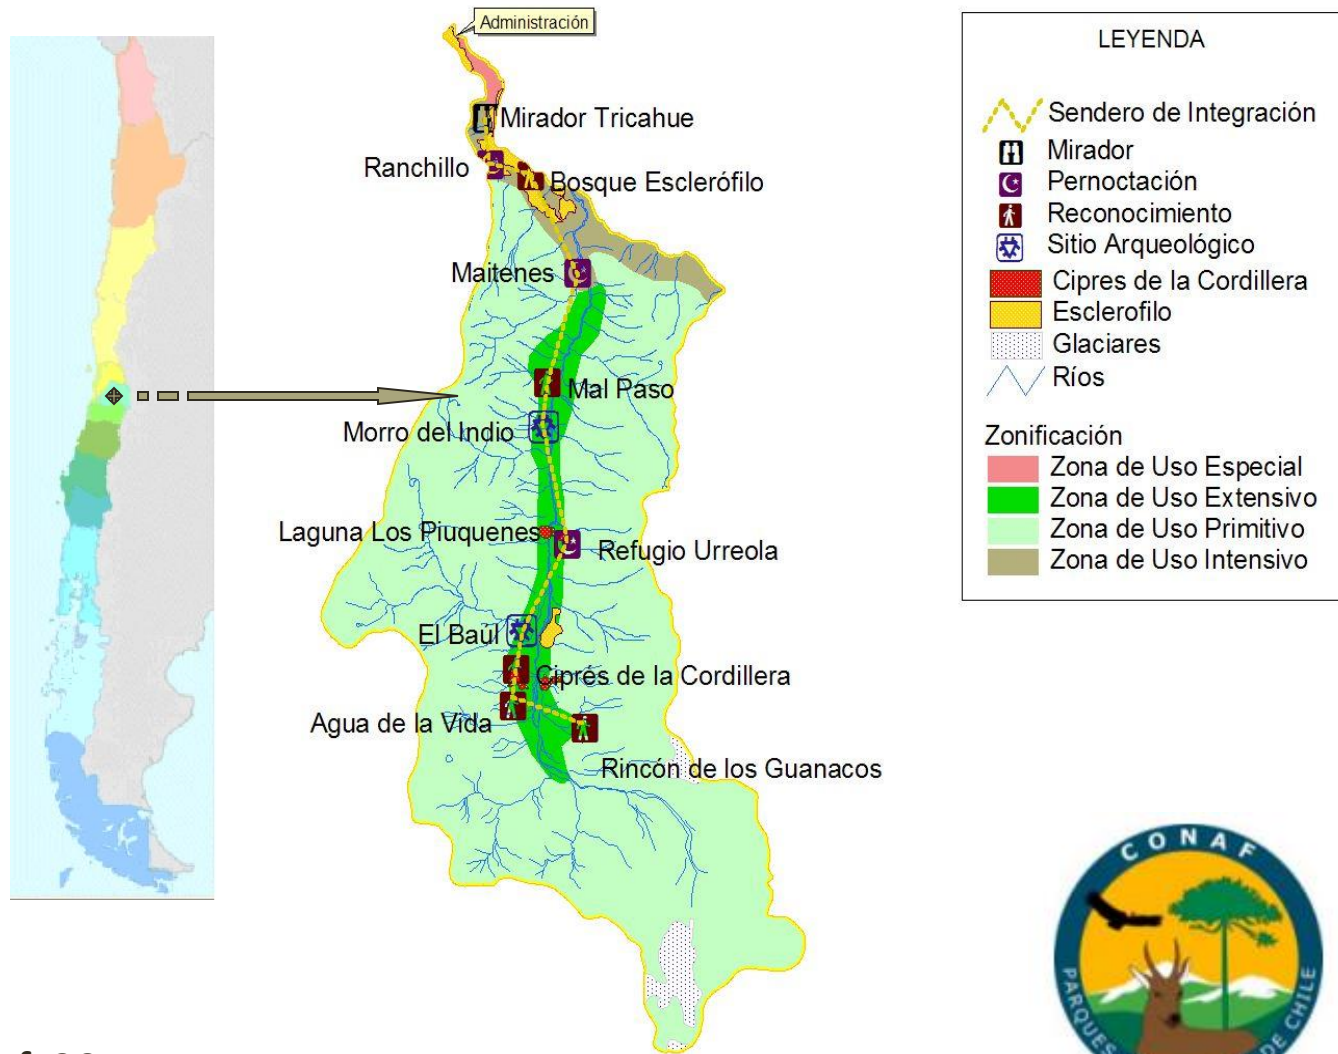 Administración
Mirador Tricahue
Ranchillo
Bosque Esclerófilo
Maitenes
Mal Paso
Morro del Indio
Laguna Los Piuquenes
Refugio Urreola
El Baúl
Ciprés de la Cordillera
Agua de la Vida
Rincón de los Guanacos
LEYENDA
Sendero de Integración
Mirador
Pernoctación
Reconocimiento
Sitio Arqueológico
Cipres de la Cordillera
Esclerofilo
Glaciares
Ríos
Zonificación
Zona de Uso Especial
Zona de Uso Extensivo
Zona de Uso Primitivo
Zona de Uso Intensivo
CONAF
PARQUES
DE CHILE